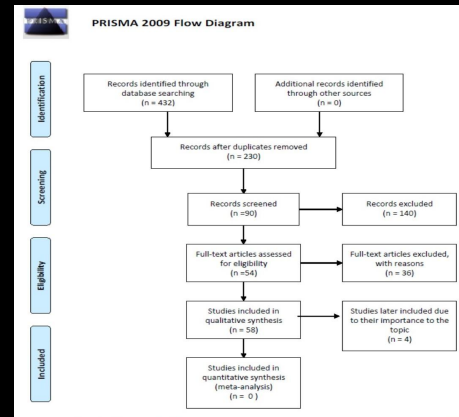 PRISMA
PRISMA 2009 Flow Diagram
Identification
Records identified through
database searching
(n = 432)
Additional records identified
through other sources
(n = 0)
Records after duplicates removed
(n = 230)
Screening
Records screened
(n =90)
Records excluded
(n = 140)
Eligibility
Full-text articles assessed
for eligibility
(n =54)
Full-text articles excluded,
with reasons
(n = 36)
Studies included in
qualitative synthesis
(n = 58)
Studies later included due
to their importance to the
topic
(n = 4)
Included
Studies included in
quantitative synthesis
(meta-analysis)
(n = 0 )